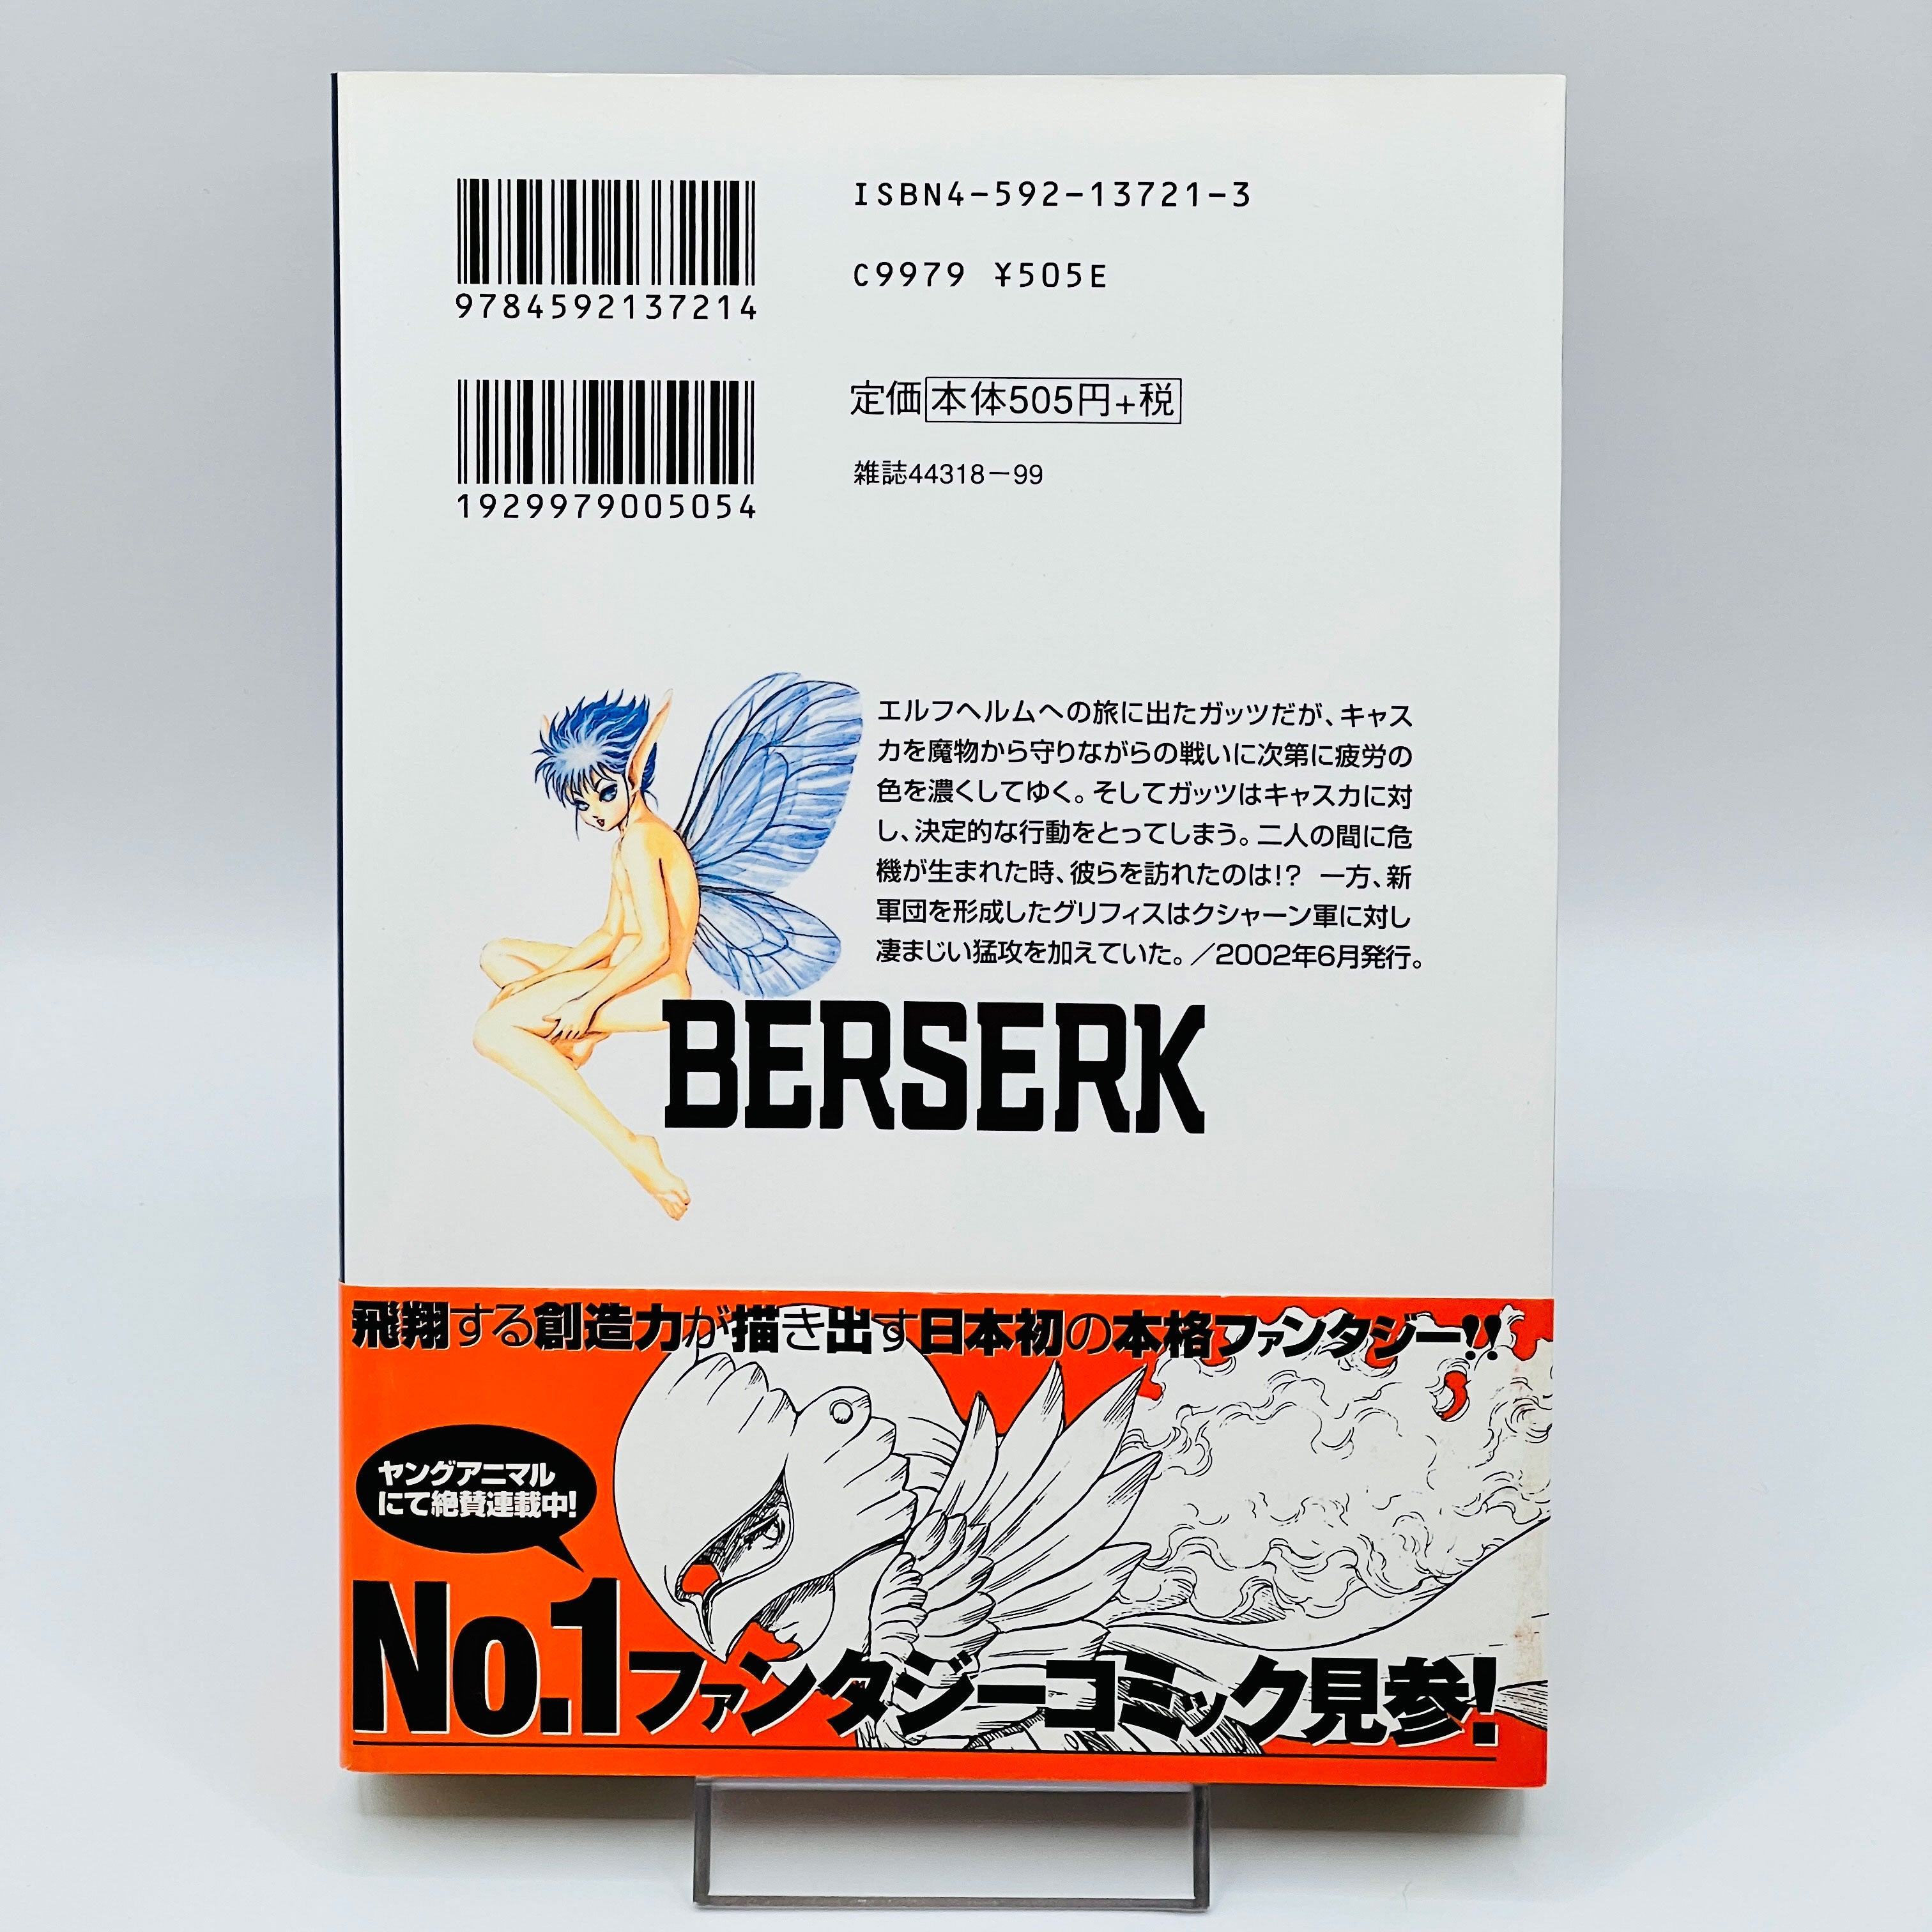 ISBN4-592-13721-3
9784592137214
C9979 ¥505E
定価本体505円+税
1929979005054
雑誌44318-99
エルフヘルムへの旅に出たガッツだが、キャス
カを魔物から守りながらの戦いに次第に疲労の
色を濃くしてゆく。そしてガッツはキャスカに対
し、決定的な行動をとってしまう。二人の間に危
機が生まれた時、彼らを訪れたのは!? 一方、新
軍団を形成したグリフィスはクシャーン軍に対し
凄まじい猛攻を加えていた。／2002年6月発行。
BERSERK
飛翔する創造力が描き出す日本初の本格ファンタジー!!
ヤングアニマル
にて絶賛連載中!
No.1ファンタジーコミック見参!